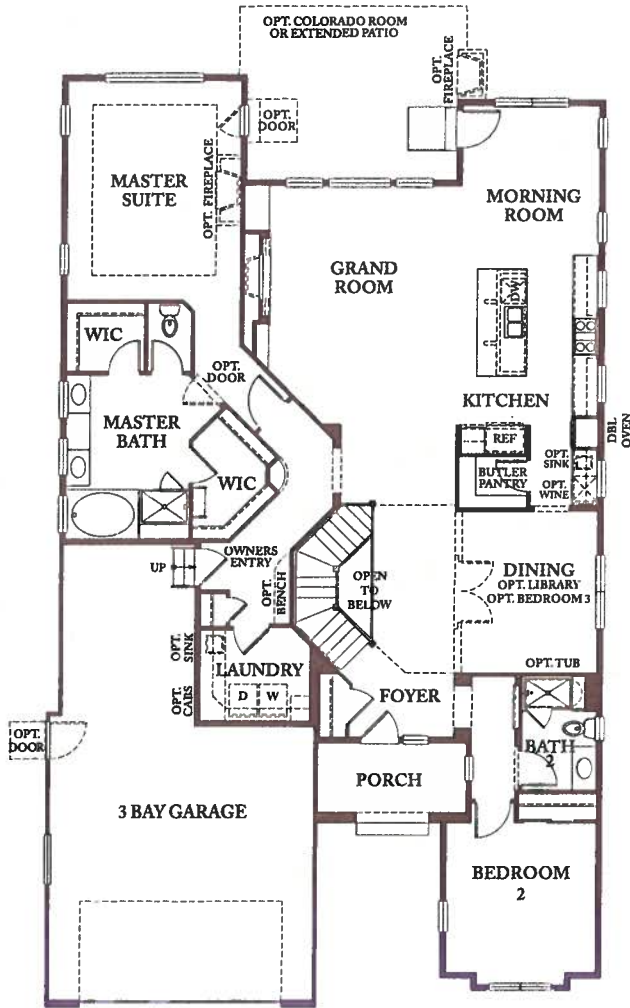 OPT. COLORADO ROOM
OR EXTENDED PATIO
OPT.
FIREPLACE
OPT.
DOOR
OPT. FIREPLACE
MASTER
SUITE
MORNING
ROOM
GRAND
ROOM
DW
WIC
OPT.
DOOR
KITCHEN
MASTER
BATH
DBL
OVEN
REF
OPT.
SINK
BUTLER
PANTRY
WIC
OPT.
WINE
OWNERS
ENTRY
UP
OPT.
BENCH
OPEN
TO
BELOW
DINING
OPT. LIBRARY
OPT. BEDROOM 3
OPT.
SINK
LAUNDRY
OPT. TUB
OPT.
CABS
D
W
FOYER
OPT.
DOOR
BATH
2
PORCH
3 BAY GARAGE
BEDROOM
2